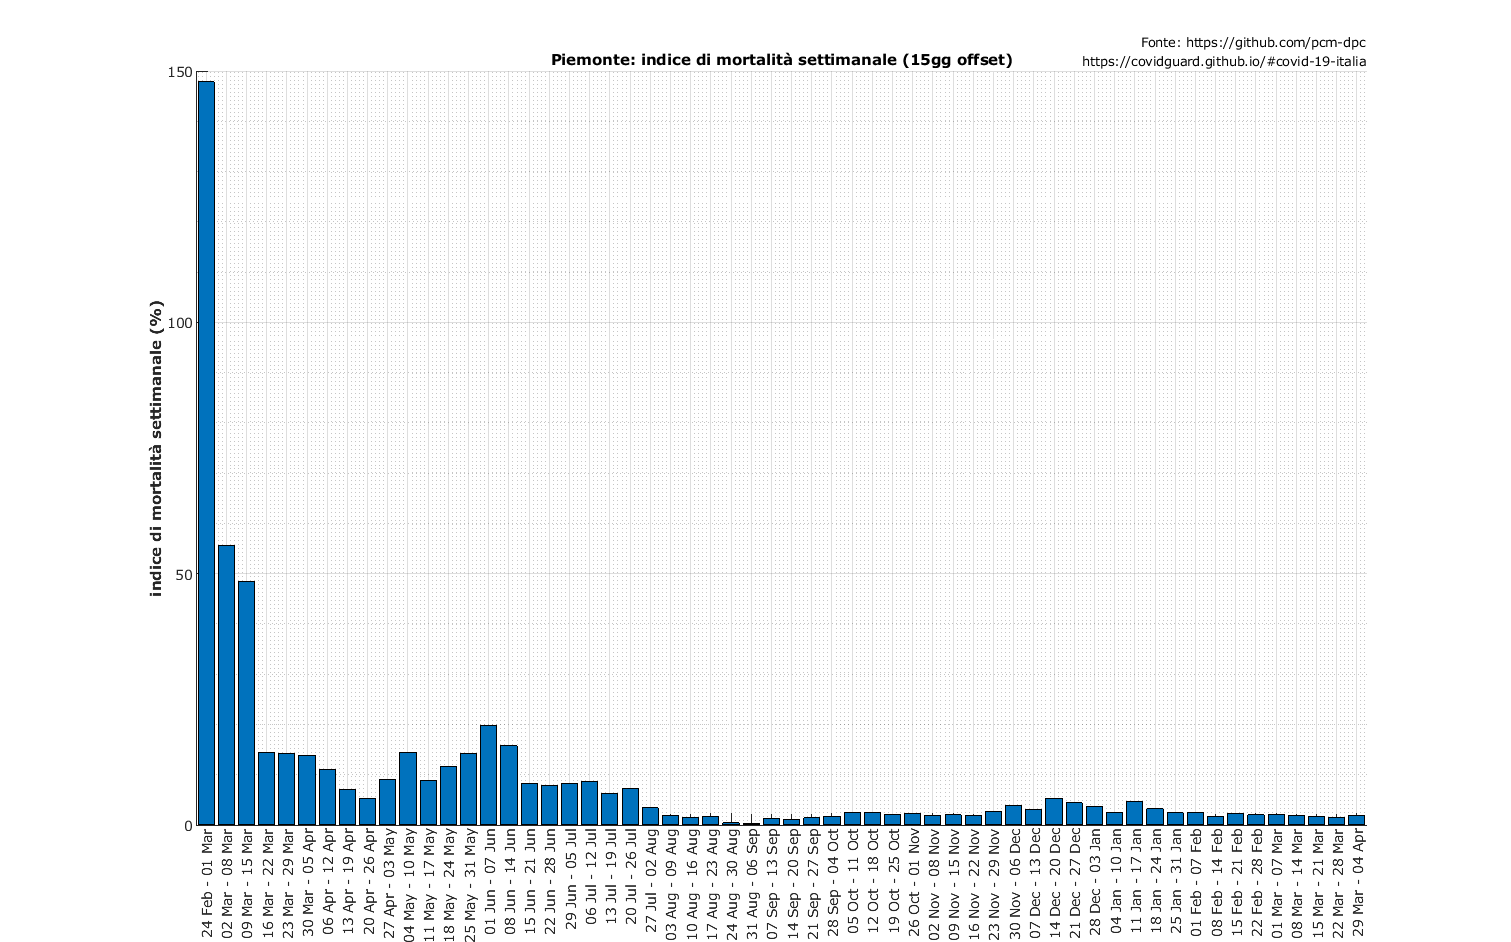 Fonte: https://github.com/pcm-dpc
Piemonte: indice di mortalità settimanale (15gg offset)
https://covidguard.github.io/#covid-19-italia
indice di mortalità settimanale (%)
150
100
50
0
24 Feb - 01 Mar
02 Mar - 08 Mar
09 Mar - 15 Mar
16 Mar - 22 Mar
23 Mar - 29 Mar
30 Mar - 05 Apr
06 Apr - 12 Apr
13 Apr - 19 Apr
20 Apr - 26 Apr
27 Apr - 03 May
04 May - 10 May
11 May - 17 May
18 May - 24 May
25 May - 31 May
01 Jun - 07 Jun
08 Jun - 14 Jun
15 Jun - 21 Jun
22 Jun - 28 Jun
29 Jun - 05 Jul
06 Jul - 12 Jul
13 Jul - 19 Jul
20 Jul - 26 Jul
27 Jul - 02 Aug
03 Aug - 09 Aug
10 Aug - 16 Aug
17 Aug - 23 Aug
24 Aug - 30 Aug
31 Aug - 06 Sep
07 Sep - 13 Sep
14 Sep - 20 Sep
21 Sep - 27 Sep
28 Sep - 04 Oct
05 Oct - 11 Oct
12 Oct - 18 Oct
19 Oct - 25 Oct
26 Oct - 01 Nov
02 Nov - 08 Nov
09 Nov - 15 Nov
16 Nov - 22 Nov
23 Nov - 29 Nov
30 Nov - 06 Dec
07 Dec - 13 Dec
14 Dec - 20 Dec
21 Dec - 27 Dec
28 Dec - 03 Jan
04 Jan - 10 Jan
11 Jan - 17 Jan
18 Jan - 24 Jan
25 Jan - 31 Jan
01 Feb - 07 Feb
08 Feb - 14 Feb
15 Feb - 21 Feb
22 Feb - 28 Feb
01 Mar - 07 Mar
08 Mar - 14 Mar
15 Mar - 21 Mar
22 Mar - 28 Mar
29 Mar - 04 Apr